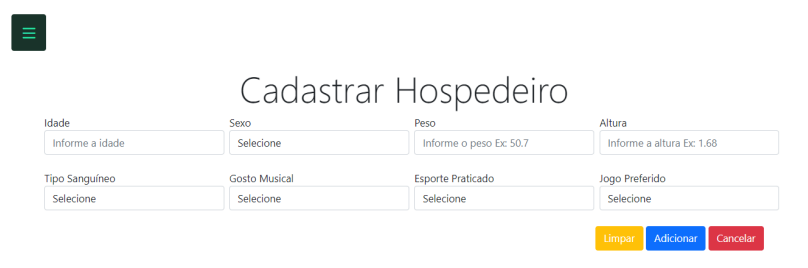 Cadastrar Hospedeiro
Idade Sexo Peso Altura
Informe a idade Selecione Informe o peso Ex: 50.7 Informe a altura Ex: 1.68
Tipo Sanguíneo Gosto Musical Esporte Praticado Jogo Preferido
Selecione Selecione Selecione Selecione
Limpar Adicionar Cancelar